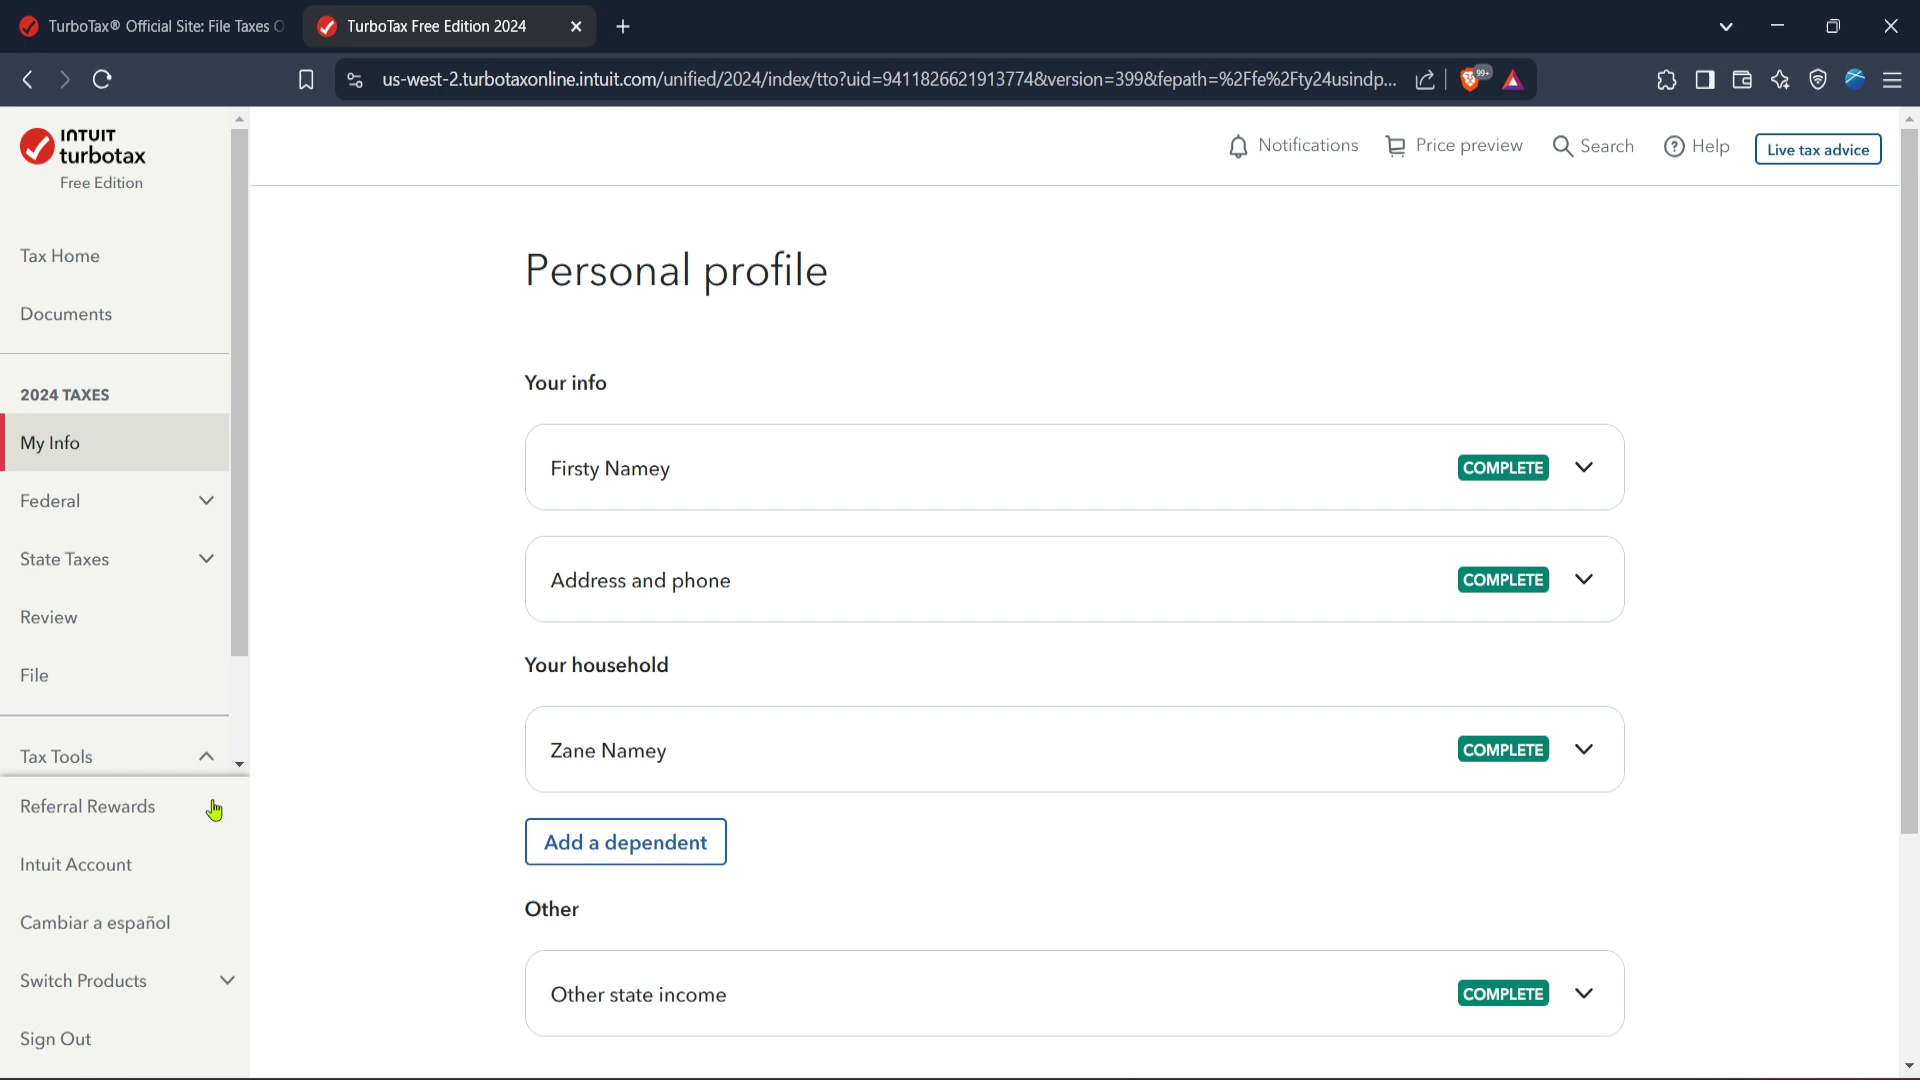 TurboTax® Official Site: File Taxes O
TurboTax Free Edition 2024
us-west-2.turbotaxonline.intuit.com/unified/2024/index/tto?uid=9411826621913774&version=399&fepath=%2Ffe%2Fty24usindp...
99+
INTUIT
turbotax
Free Edition
Notifications
Price preview
Search
Help
Live tax advice
Tax Home
Documents
2024 TAXES
My Info
Federal
State Taxes
Review
File
Tax Tools
Referral Rewards
Intuit Account
Cambiar a español
Switch Products
Sign Out
Personal profile
Your info
Firsty Namey
COMPLETE
Address and phone
COMPLETE
Your household
Zane Namey
COMPLETE
Add a dependent
Other
Other state income
COMPLETE